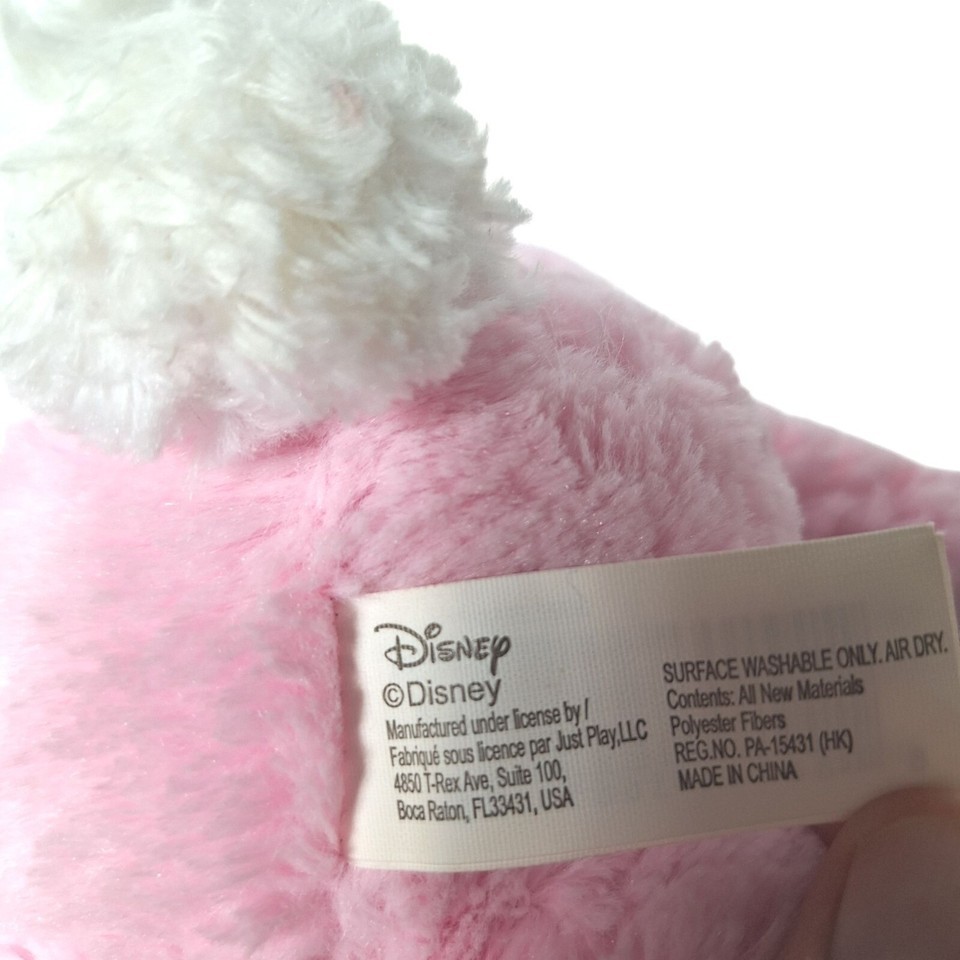 Disney
©Disney
Manufactured under license by /
Fabriqué sous licence par Just Play,LLC
4850 T-Rex Ave, Suite 100,
Boca Raton, FL33431, USA
SURFACE WASHABLE ONLY. AIR DRY.
Contents: All New Materials
Polyester Fibers
REG.NO. PA-15431 (HK)
MADE IN CHINA